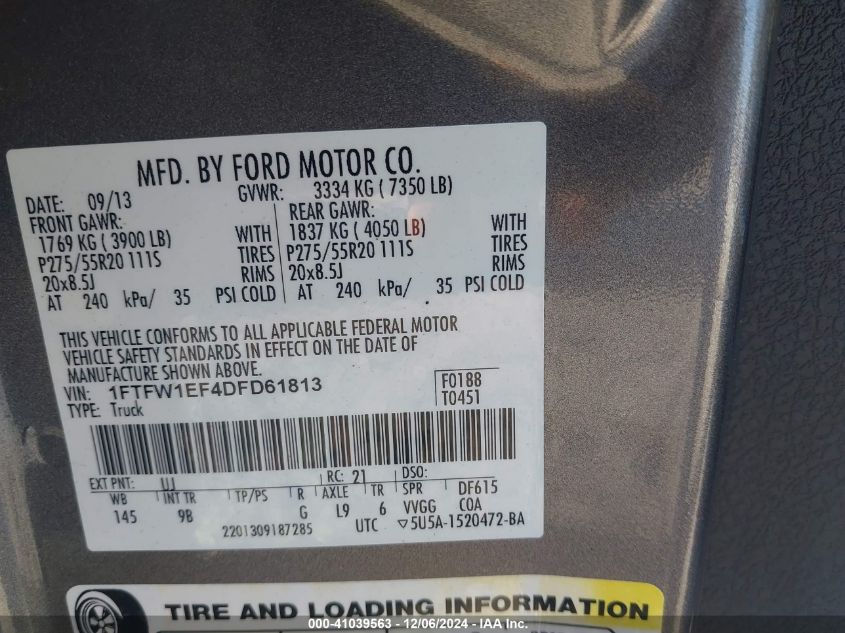 MFD. BY FORD MOTOR CO.
DATE: 09/13 GVWR: 3334 KG ( 7350 LB)
FRONT GAWR: REAR GAWR:
1769 KG ( 3900 LB) WITH 1837 KG ( 4050 LB) WITH
P275/55R20 111S TIRES P275/55R20 111S TIRES
20x8.5J RIMS 20x8.5J RIMS
AT 240 kPa/ 35 PSI COLD AT 240 kPa/ 35 PSI COLD
THIS VEHICLE CONFORMS TO ALL APPLICABLE FEDERAL MOTOR
VEHICLE SAFETY STANDARDS IN EFFECT ON THE DATE OF
MANUFACTURE SHOWN ABOVE.
VIN: 1FTFW1EF4DFD61813 F0188
TYPE: Truck T0451
EXT PNT: UJ RC: 21 DSO:
WB INT TR TP/PS R AXLE TR SPR DF615
145 9B G L9 6 VVGG COA
2201309187285 UTC ▽5U5A-1520472-BA
TIRE AND LOADING INFORMATION
000-41039563 - 12/06/2024 - IAA Inc.